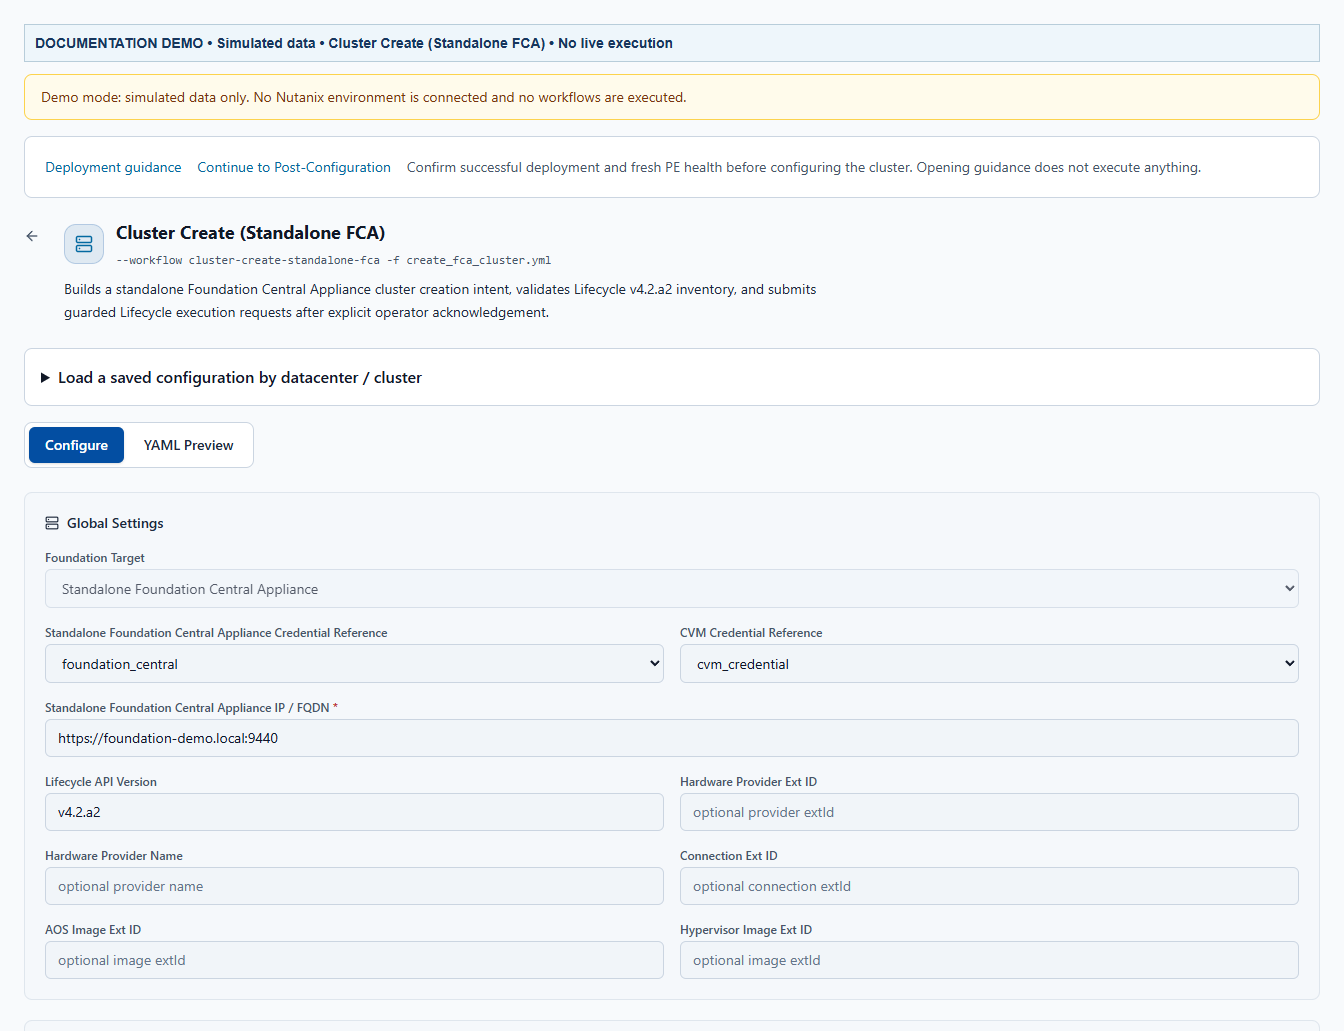 DOCUMENTATION DEMO • Simulated data • Cluster Create (Standalone FCA) • No live execution
Demo mode: simulated data only. No Nutanix environment is connected and no workflows are executed.
Deployment guidance Continue to Post-Configuration Confirm successful deployment and fresh PE health before configuring the cluster. Opening guidance does not execute anything.
Cluster Create (Standalone FCA)
--workflow cluster-create-standalone-fca -f create_fca_cluster.yml
Builds a standalone Foundation Central Appliance cluster creation intent, validates Lifecycle v4.2.a2 inventory, and submits
guarded Lifecycle execution requests after explicit operator acknowledgement.
Load a saved configuration by datacenter / cluster
Configure YAML Preview
Global Settings
Foundation Target
Standalone Foundation Central Appliance
Standalone Foundation Central Appliance Credential Reference CVM Credential Reference
foundation_central cvm_credential
Standalone Foundation Central Appliance IP / FQDN *
https://foundation-demo.local:9440
Lifecycle API Version Hardware Provider Ext ID
v4.2.a2 optional provider extId
Hardware Provider Name Connection Ext ID
optional provider name optional connection extId
AOS Image Ext ID Hypervisor Image Ext ID
optional image extId optional image extId